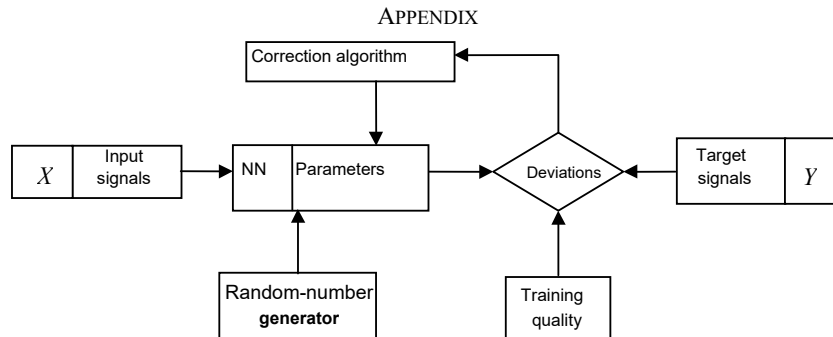 APPENDIX
Correction algorithm
X
Input
signals
NN
Parameters
Deviations
Target
signals
Y
Random-number
generator
Training
quality